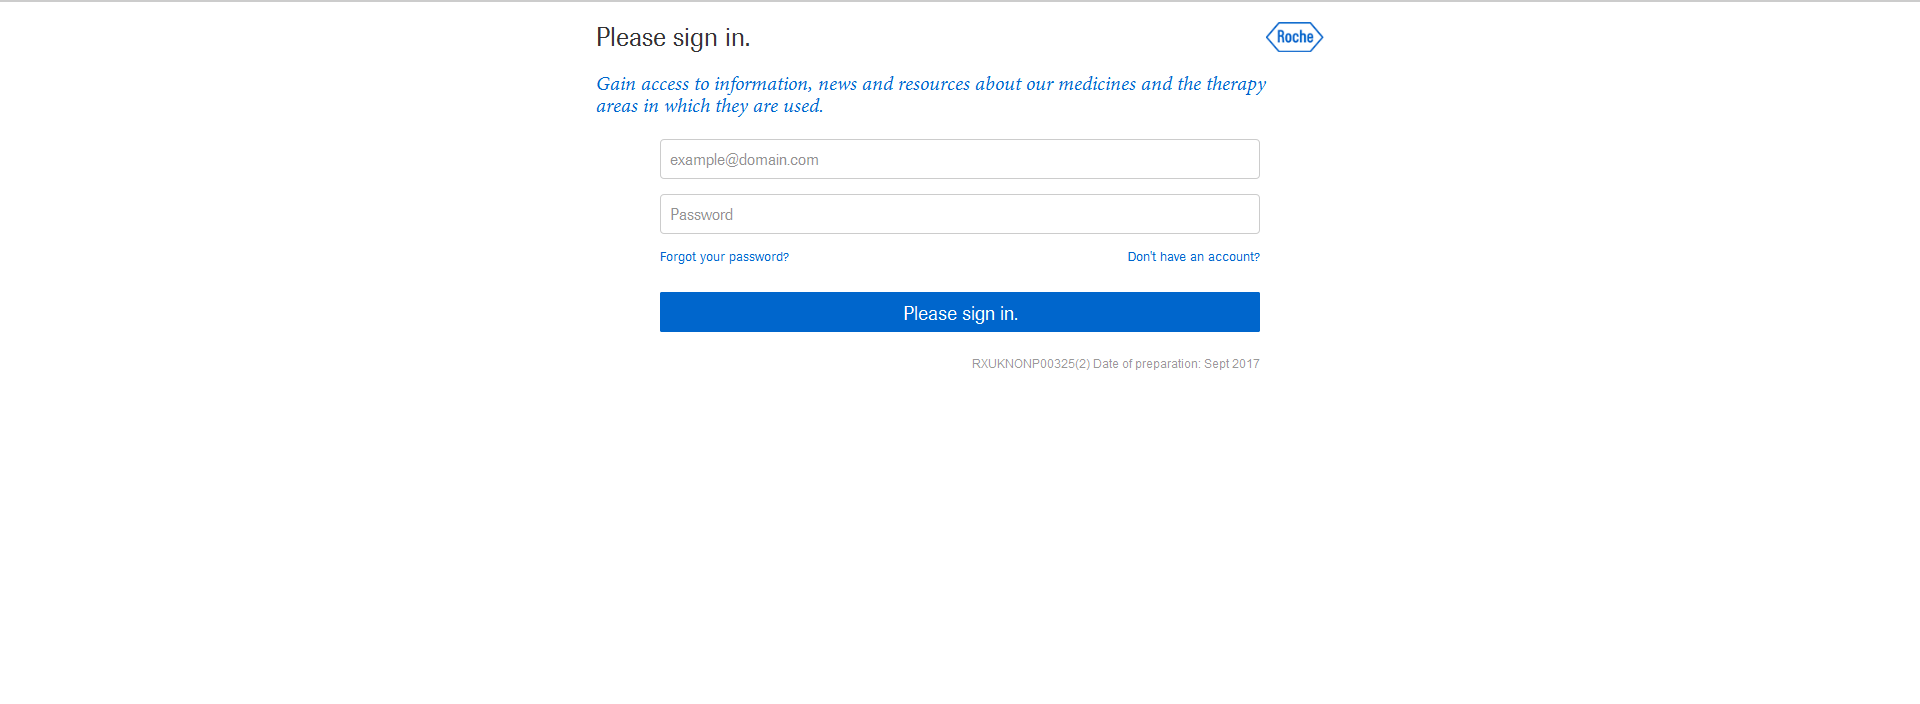 Please sign in.
Roche
Gain access to information, news and resources about our medicines and the therapy
areas in which they are used.
example@domain.com
Password
Forgot your password?
Don't have an account?
Please sign in.
RXUKNONP00325(2) Date of preparation: Sept 2017